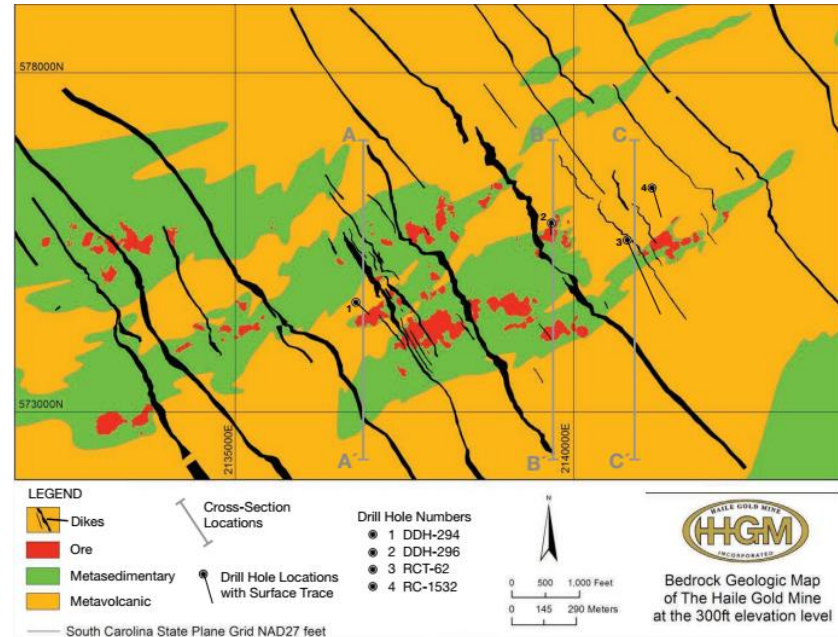 578000N
A
B
C
4
2
3
1
573000N
2135000E
2140000E
A´
B´
C´
LEGEND
Dikes
Ore
Metasedimentary
Metavolcanic
South Carolina State Plane Grid NAD27 feet
Cross-Section
Locations
Drill Hole Locations
with Surface Trace
Drill Hole Numbers
1 DDH-294
2 DDH-296
3 RCT-62
4 RC-1532
N
0 500 1,000 Feet
0 145 290 Meters
HAILE GOLD MINE
HGM
INCORPORATED
Bedrock Geologic Map
of The Haile Gold Mine
at the 300ft elevation level